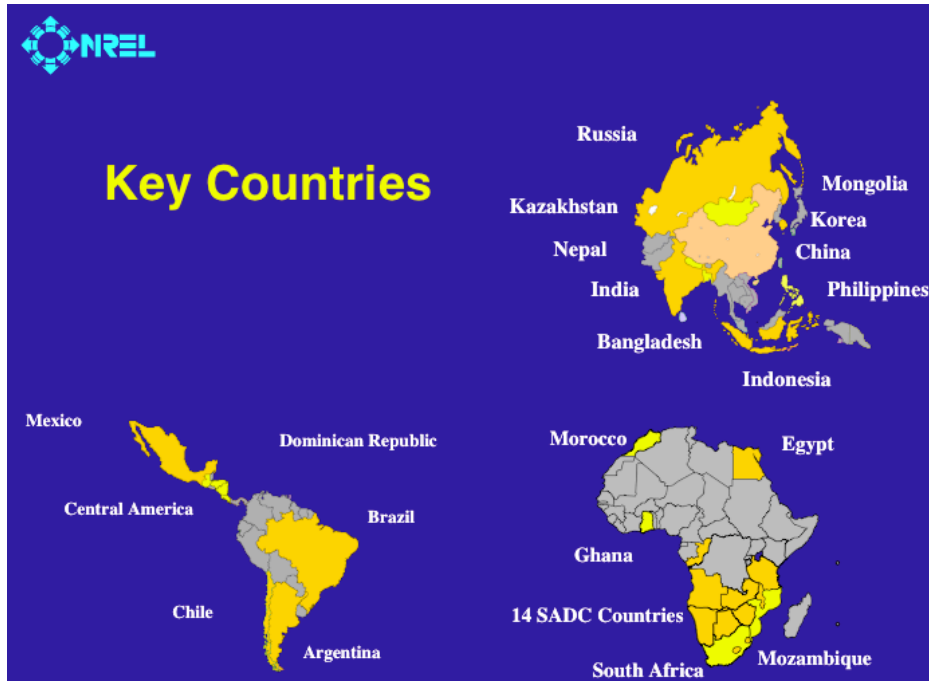 NREL
Key Countries
Russia
Mongolia
Kazakhstan
Korea
Nepal
China
India
Philippines
Bangladesh
Indonesia
Mexico
Dominican Republic
Central America
Brazil
Chile
Argentina
Morocco
Egypt
Ghana
14 SADC Countries
Mozambique
South Africa